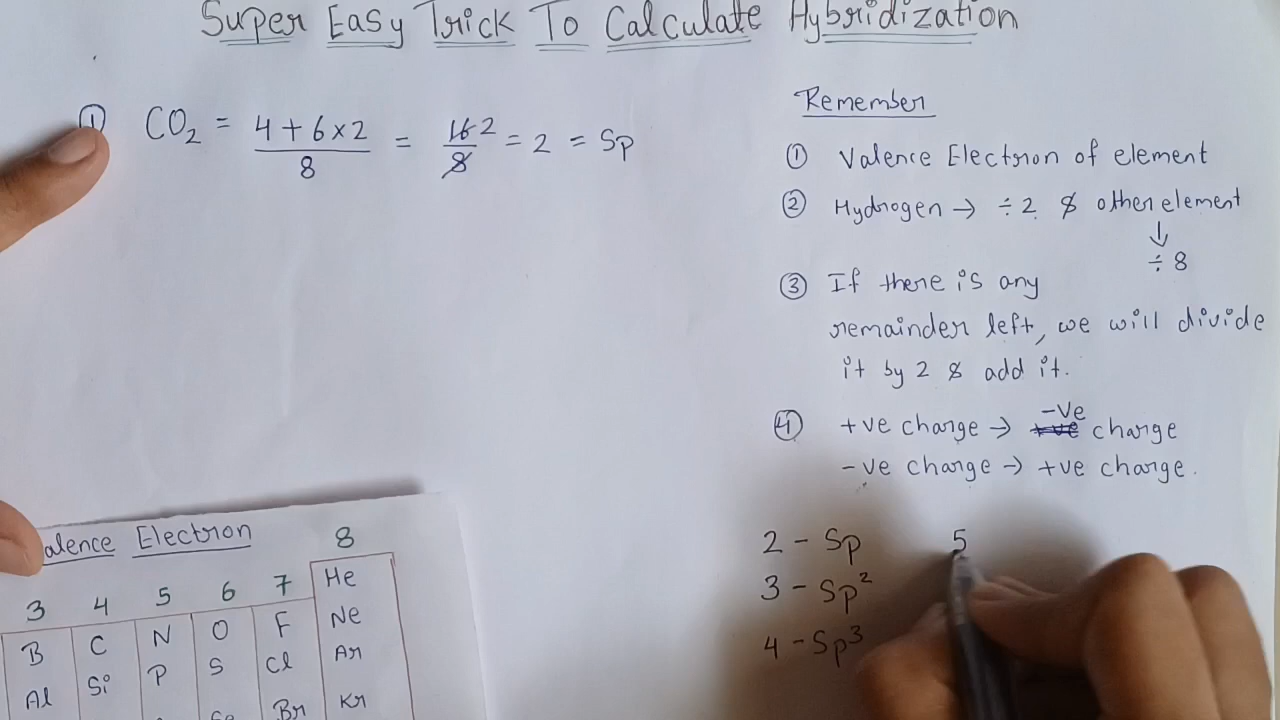 Super Easy Trick To Calculate Hybridization
① CO₂ = 4 + 6 × 2 / 8 = 16 2 / 8 = 2 = Sp
Remember
① Valence Electron of element
② Hydrogen → ÷ 2 & other element
↓
÷ 8
③ If there is any
remainder left, we will divide
it by 2 & add it.
④ +ve charge → -ve charge
-ve charge → +ve charge.
2 - Sp
3 - Sp²
4 - Sp³
5
alence Electron
3 4 5 6 7 8
He
B C N O F Ne
Al Si P S Cl Ar
Se Br Kr